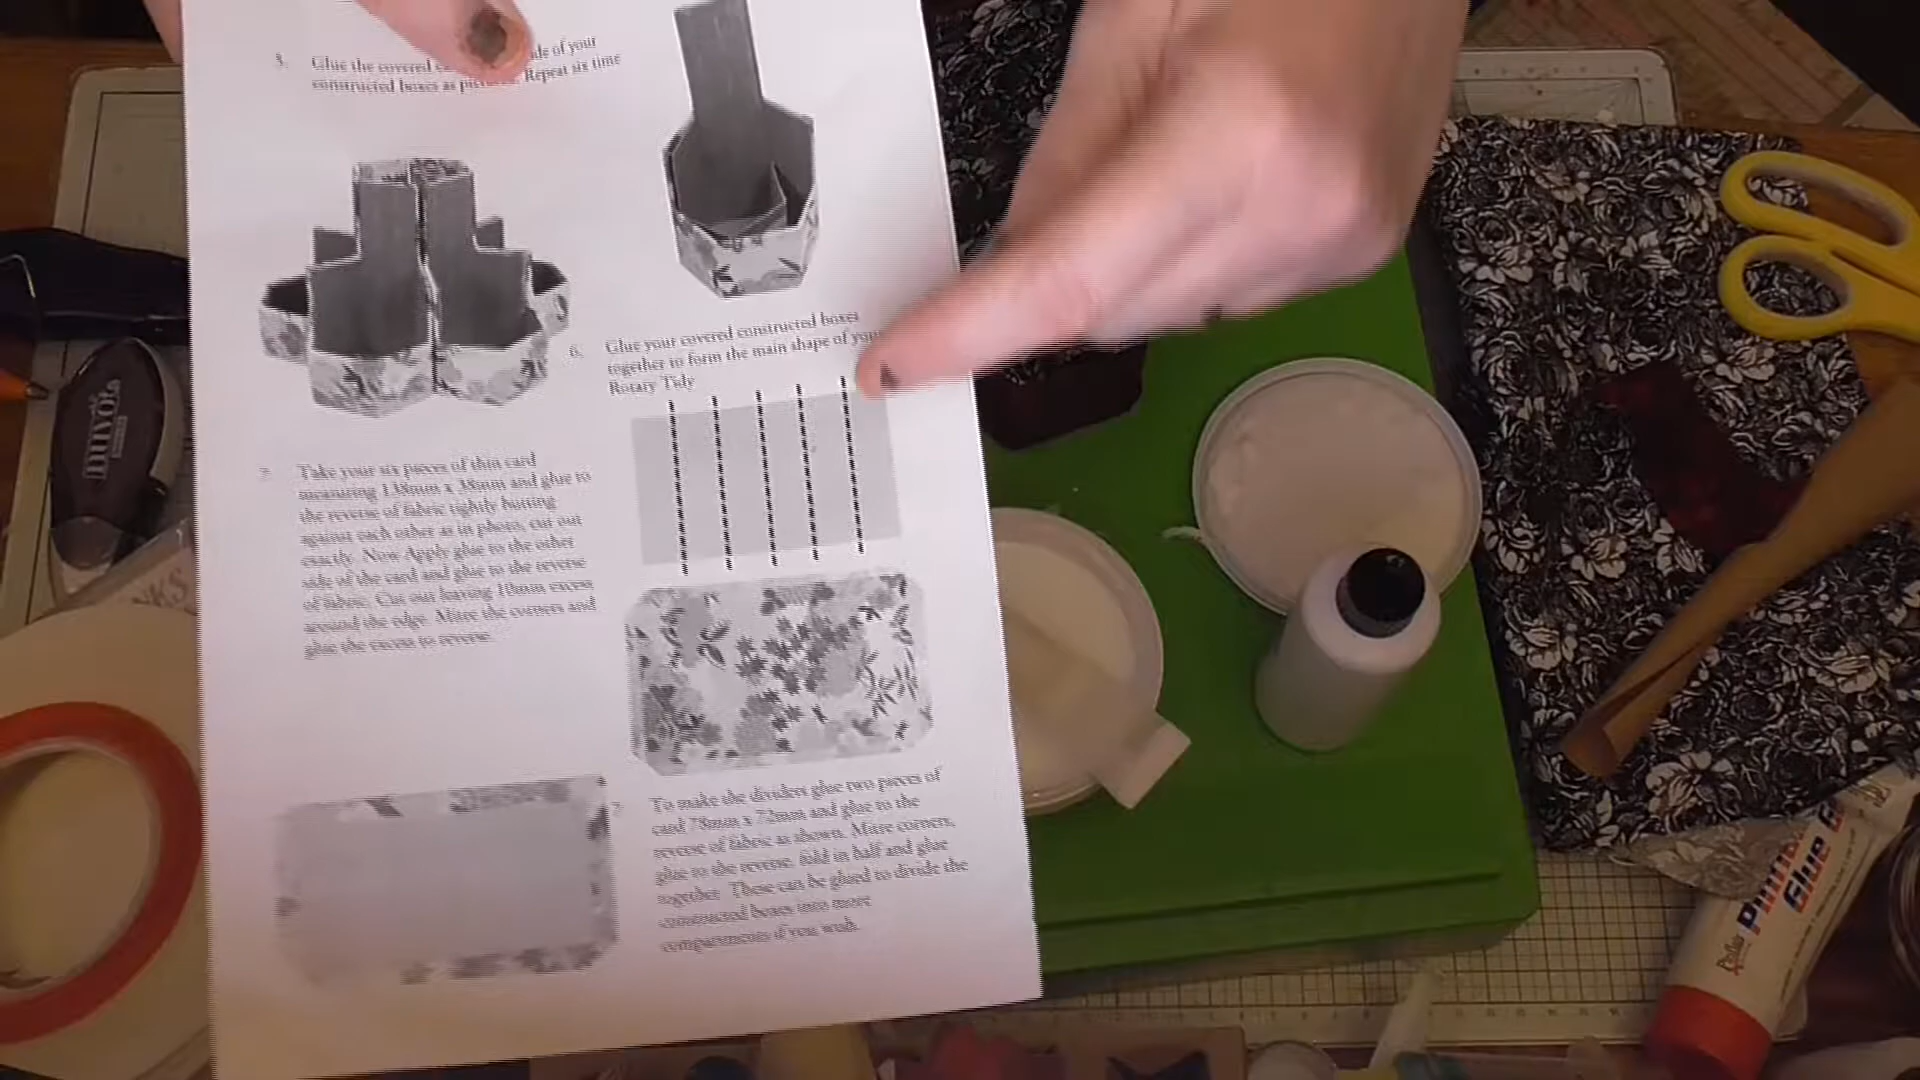 5. Glue the covered
ide of your
constructed boxes as Repeat six time
6. Glue your covered constructed boxes
together to form the main shape of your
Rotary Tidy
Take your six pieces of thin card
measuring 138mm x 38mm and glue to
the reverse of fabric tightly butting
against each other as in photo, cut out
exactly. Now Apply glue to the other
side of the card and glue to the reverse
of fabric. Cut out leaving 10mm excess
around the edge. Mitre the corners and
glue the excess to reverse
To make the dividers glue two pieces of
card 78mm x 72mm and glue to the
reverse of fabric as shown. Mitre corners,
glue to the reverse, fold in half and glue
together. These can be glued to divide the
constructed boxes into more
compartments if you wish.
Pinflair
Glue